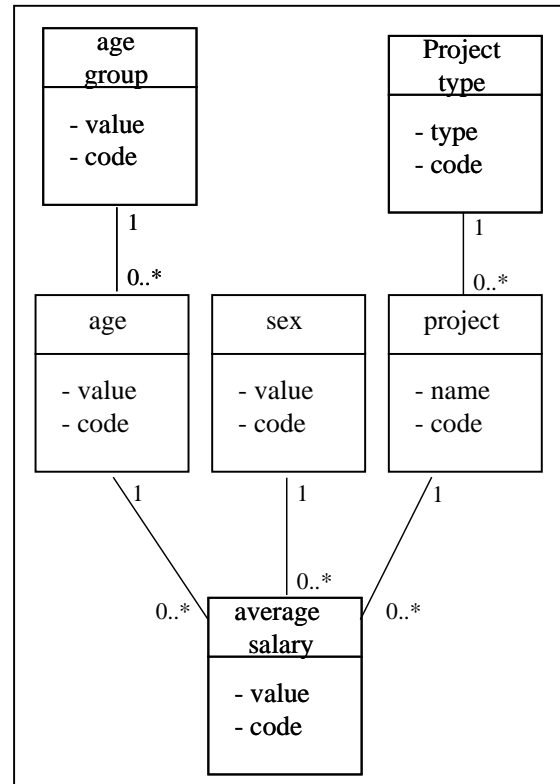 age
group
- value
- code
Project
type
- type
- code
1
0..*
1
0..*
age
- value
- code
sex
- value
- code
project
- name
- code
1
1
1
0..*
0..*
0..*
average
salary
- value
- code